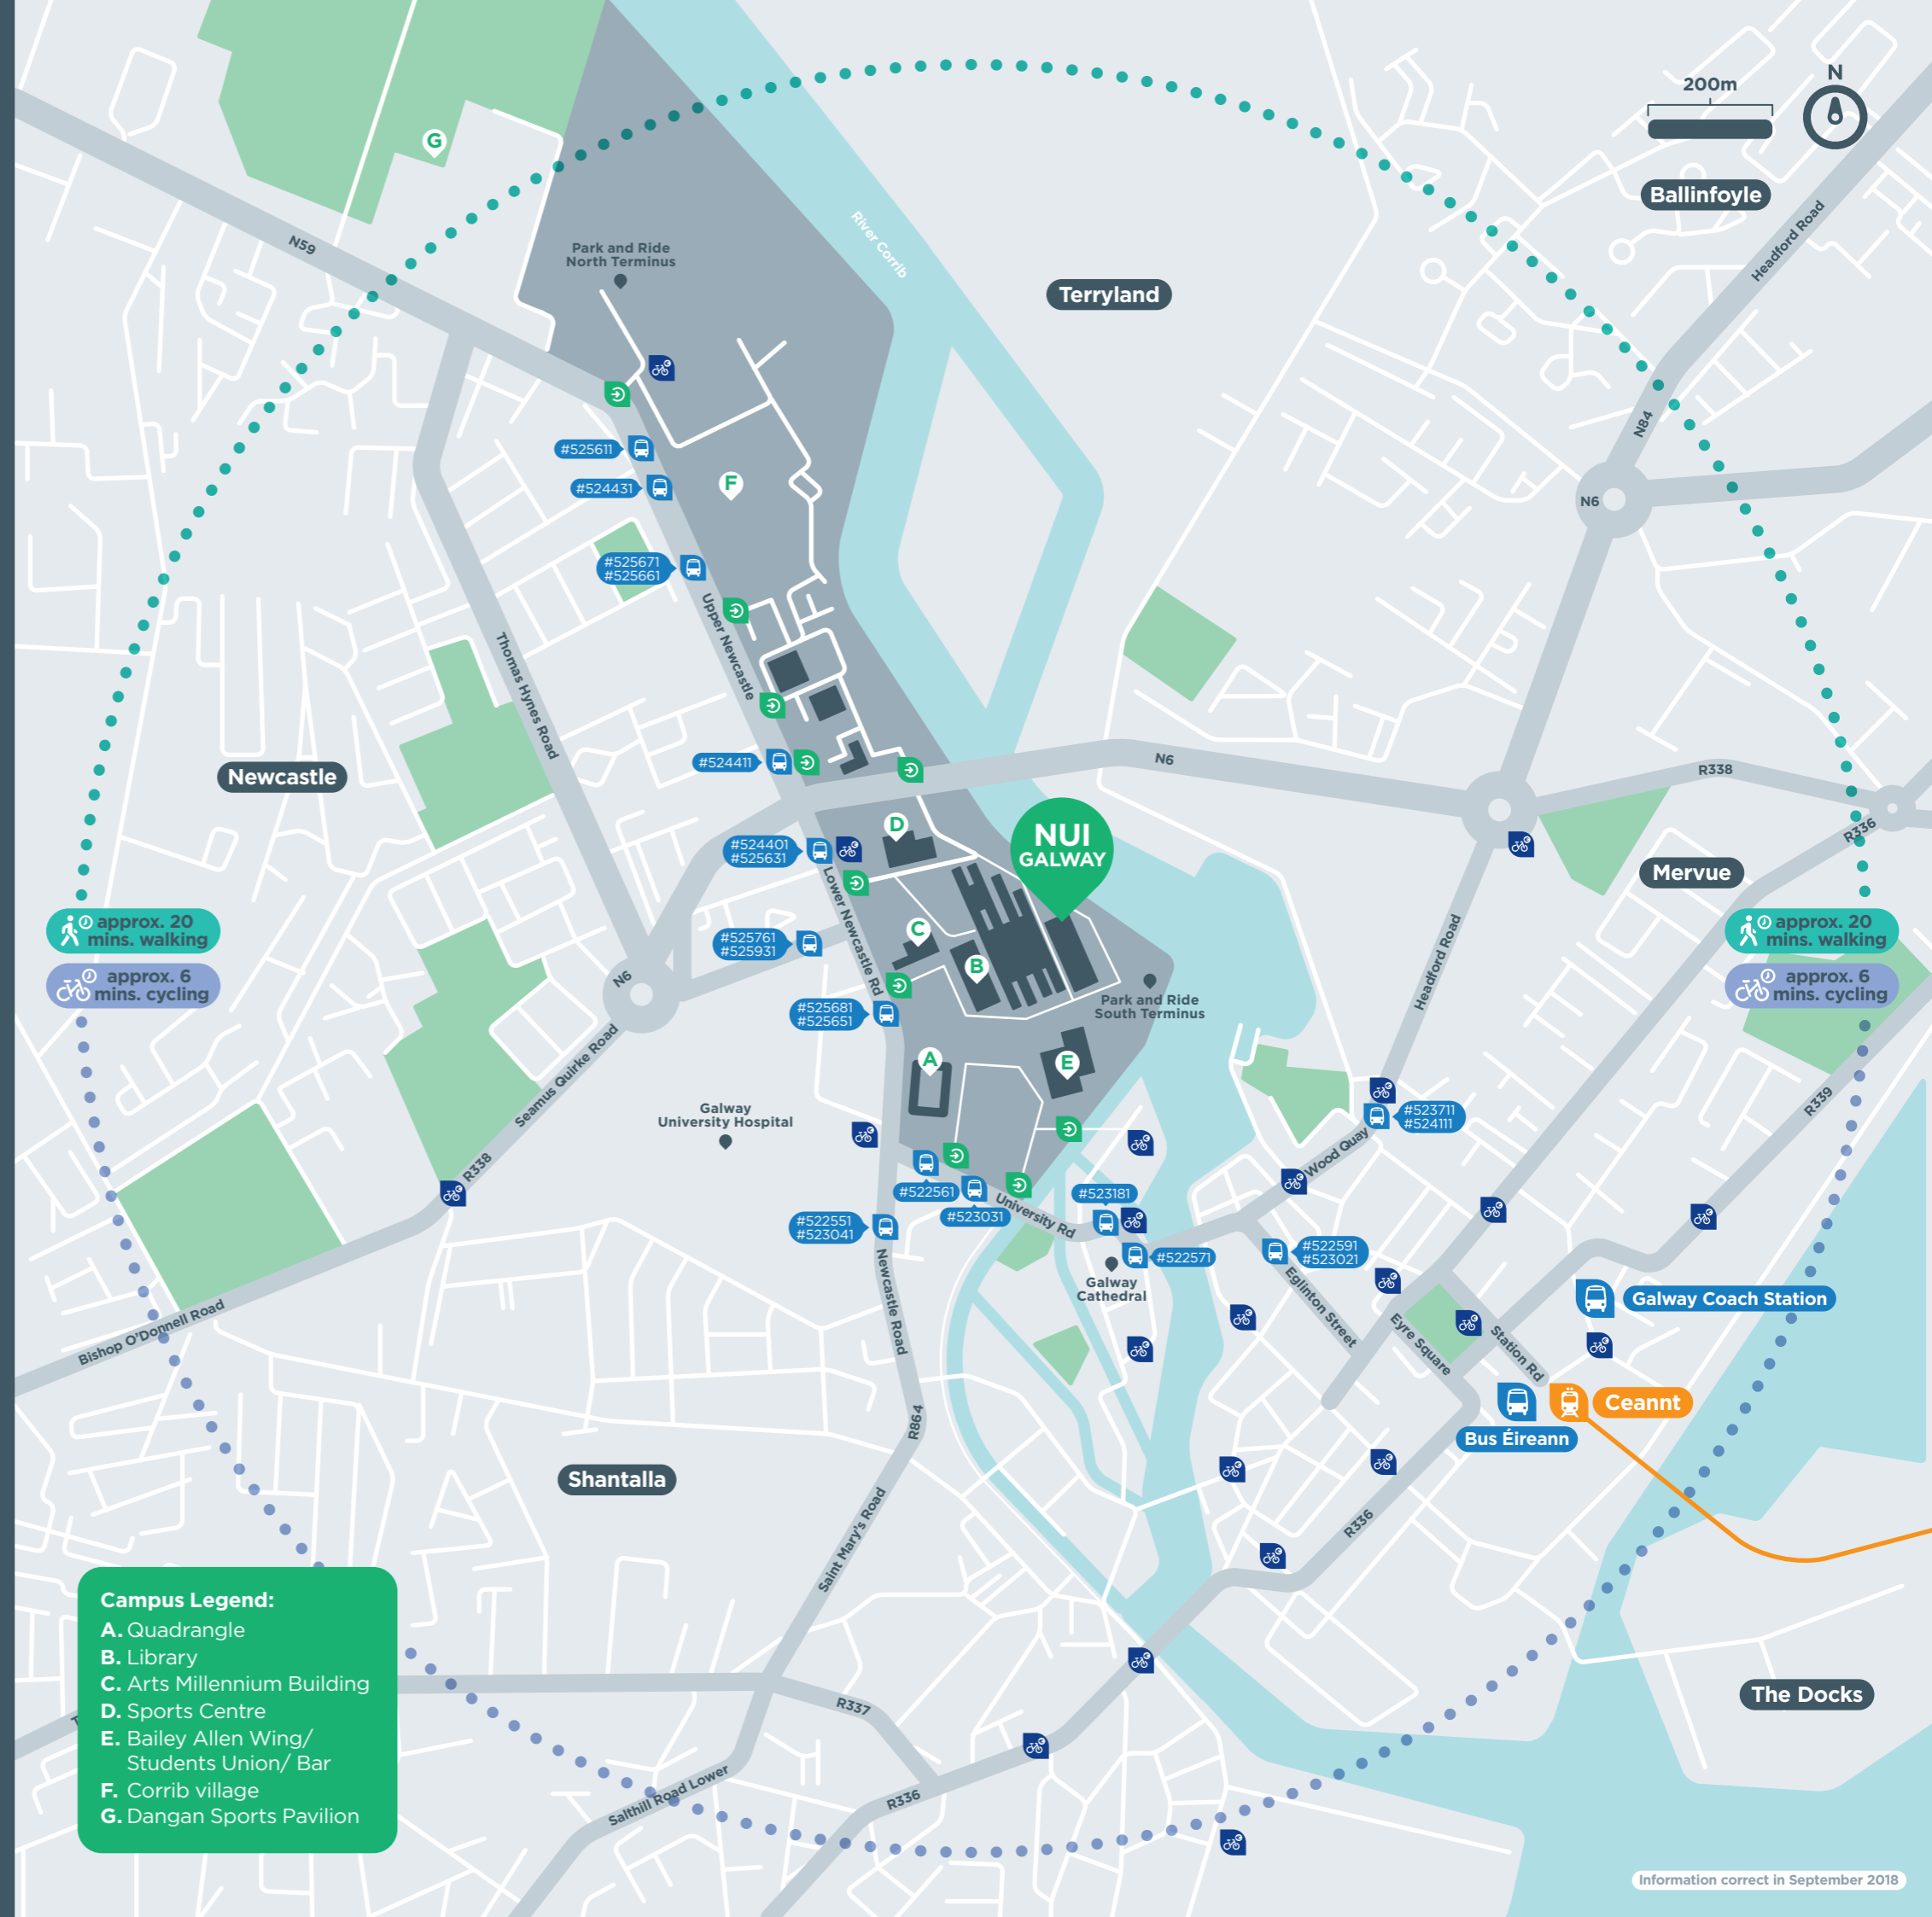 200m
N
Ballinfoyle
Headford Road
G
N59
River Corrib
Park and Ride
North Terminus
Terryland
N84
N6
#525611
#524431
F
#525671
#525661
Upper Newcastle
Thomas Hynes Road
Newcastle
#524411
N6
R338
R336
D
NUI
GALWAY
#524401
#525631
Mervue
Lower Newcastle Rd
approx. 20
mins. walking
approx. 6
mins. cycling
approx. 20
mins. walking
approx. 6
mins. cycling
C
#525761
#525931
B
N6
Headford Road
Park and Ride
South Terminus
#525681
#525651
A
E
Seamus Quirke Road
Galway
University Hospital
#523711
#524111
R339
Wood Quay
R338
#522561
#523181
#523031
University Rd
#522551
#523041
#522571
#522591
#523021
Galway
Cathedral
Newcastle Road
Eglinton Street
Eyre Square
Station Rd
Galway Coach Station
Bishop O'Donnell Road
Ceannt
Bus Éireann
R864
Shantalla
Saint Mary's Road
R336
Campus Legend:
A. Quadrangle
B. Library
C. Arts Millennium Building
D. Sports Centre
E. Bailey Allen Wing/
Students Union/ Bar
F. Corrib village
G. Dangan Sports Pavilion
The Docks
R337
Salthill Road Lower
R336
Information correct in September 2018